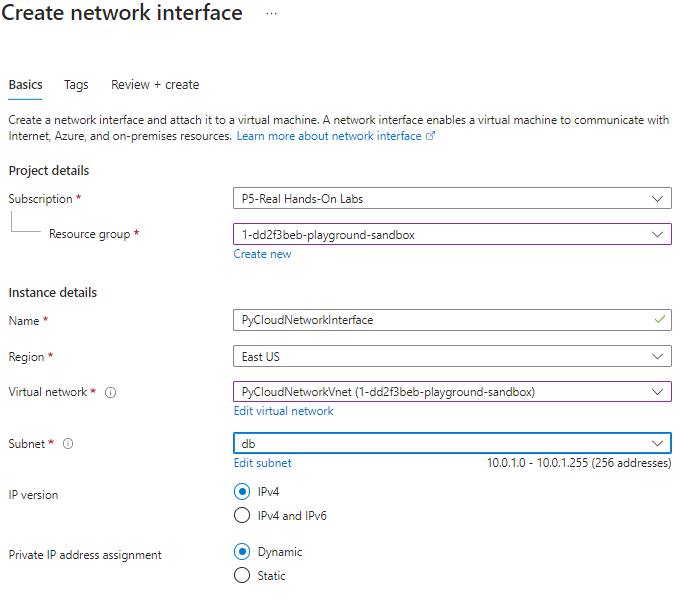 Create network interface ...
Basics Tags Review + create
Create a network interface and attach it to a virtual machine. A network interface enables a virtual machine to communicate with
Internet, Azure, and on-premises resources. Learn more about network interface
Project details
Subscription *
P5-Real Hands-On Labs
Resource group *
1-dd2f3beb-playground-sandbox
Create new
Instance details
Name *
PyCloudNetworkInterface
Region *
East US
Virtual network *
PyCloudNetworkVnet (1-dd2f3beb-playground-sandbox)
Edit virtual network
Subnet *
db
Edit subnet
10.0.1.0 - 10.0.1.255 (256 addresses)
IP version
IPv4
IPv4 and IPv6
Private IP address assignment
Dynamic
Static